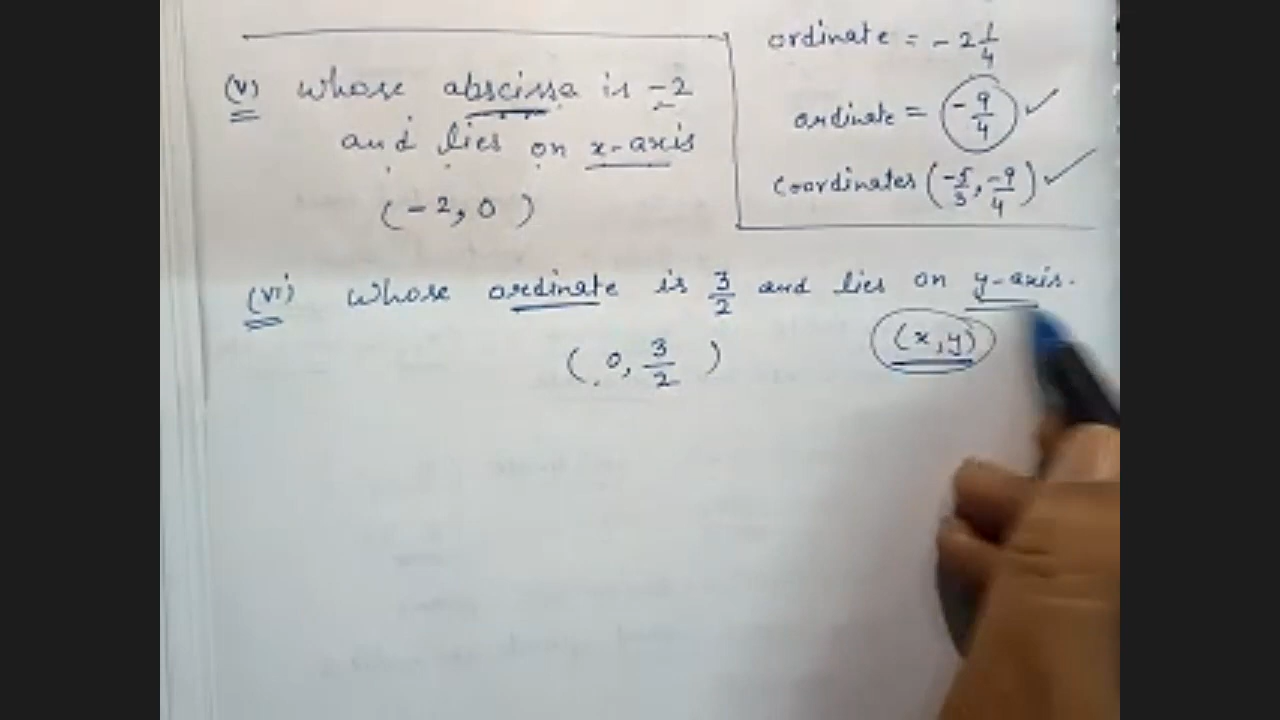 ordinate = - 2 1/4
ordinate = -9/4 ✓
coordinates (-5/3, -9/4) ✓
(v) whose abscissa is -2
and lies on x-axis
(-2, 0)
(vi) whose ordinate is 3/2 and lies on y-axis.
(0, 3/2)
(x, y)